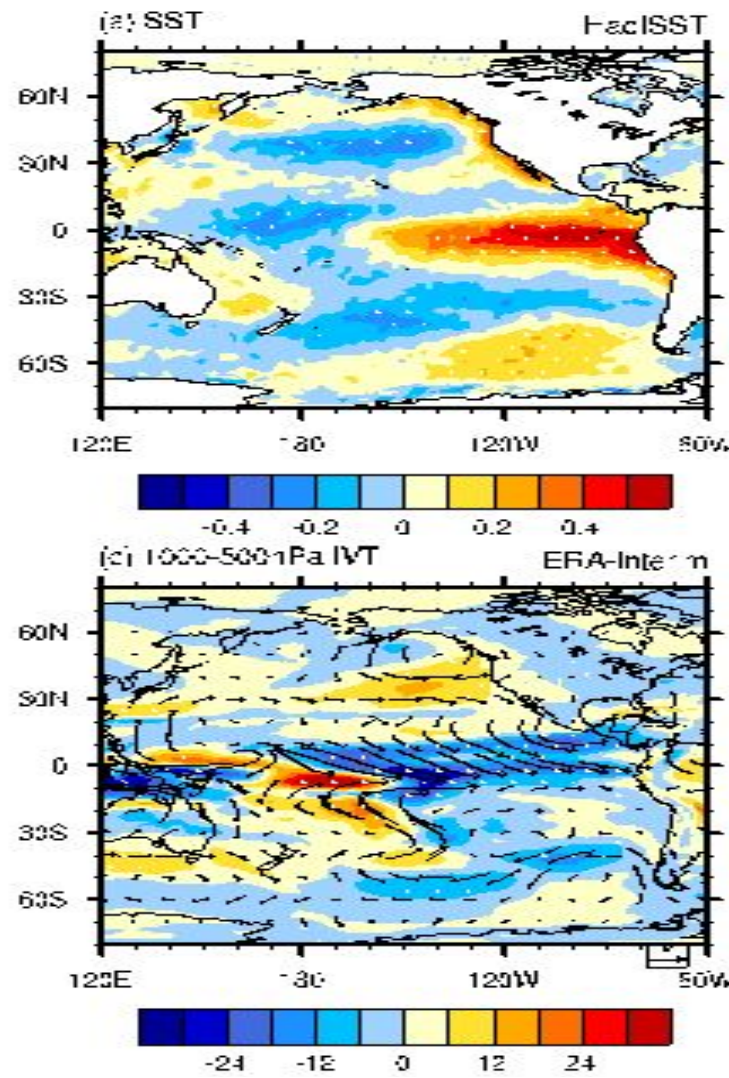 (a) SST HadISST
60N
30N
0
30S
60S
120E 180 120W 60W
-0.4 -0.2 0 0.2 0.4
(c) 1000-500hPa IVT ERA-Interim
60N
30N
0
30S
60S
120E 180 120W 60W
-24 -12 0 12 24